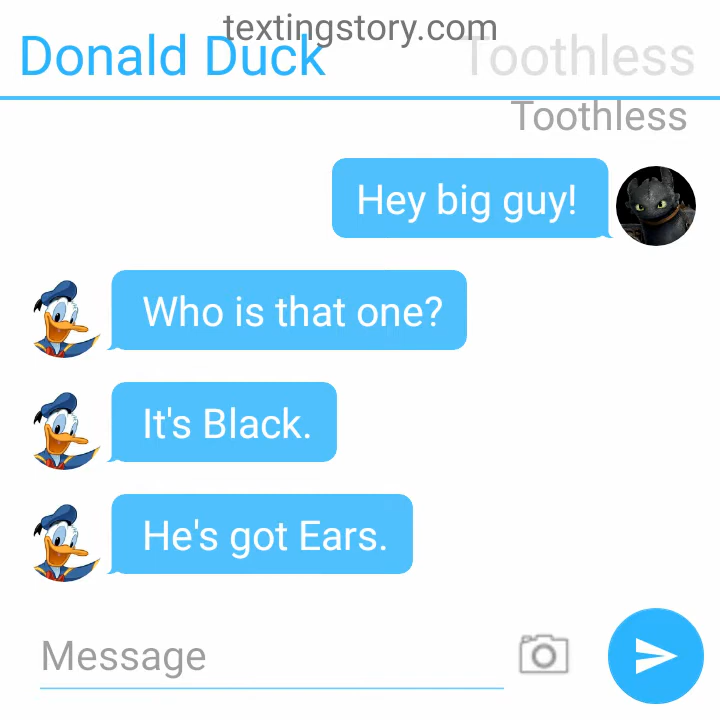 textingstory.com
Donald Duck Toothless
Toothless
Hey big guy!
Who is that one?
It's Black.
He's got Ears.
Message